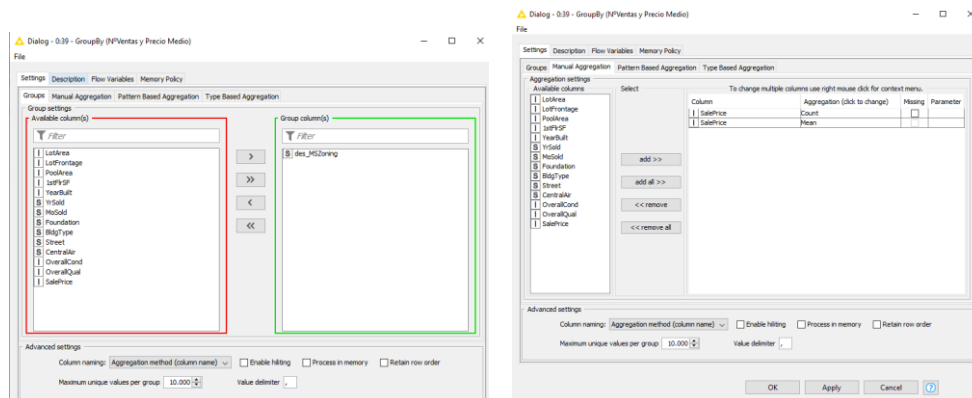 Dialog - 0:39 - GroupBy (NºVentas y Precio Medio)
File
Settings Description Flow Variables Memory Policy
Groups Manual Aggregation Pattern Based Aggregation Type Based Aggregation
Group settings
Available column(s)
Filter
I LotArea
I LotFrontage
I PoolArea
I 1stFlrSF
I YearBuilt
S YrSold
S MoSold
S Foundation
S BldgType
S Street
S CentralAir
I OverallCond
I OverallQual
I SalePrice
>
>>
<
<<
Group column(s)
Filter
S des_MSZoning
Advanced settings
Column naming: Aggregation method (column name) Enable hiliting Process in memory Retain row order
Maximum unique values per group 10.000 Value delimiter ,
Dialog - 0:39 - GroupBy (NºVentas y Precio Medio)
File
Settings Description Flow Variables Memory Policy
Groups Manual Aggregation Pattern Based Aggregation Type Based Aggregation
Aggregation settings
Available columns
I LotArea
I LotFrontage
I PoolArea
I 1stFlrSF
I YearBuilt
S YrSold
S MoSold
S Foundation
S BldgType
S Street
S CentralAir
I OverallCond
I OverallQual
I SalePrice
Select
add >>
add all >>
<< remove
<< remove all
To change multiple columns use right mouse click for context menu.
Column Aggregation (click to change) Missing Parameter
I SalePrice Count
I SalePrice Mean
Advanced settings
Column naming: Aggregation method (column name) Enable hiliting Process in memory Retain row order
Maximum unique values per group 10.000 Value delimiter ,
OK Apply Cancel ?